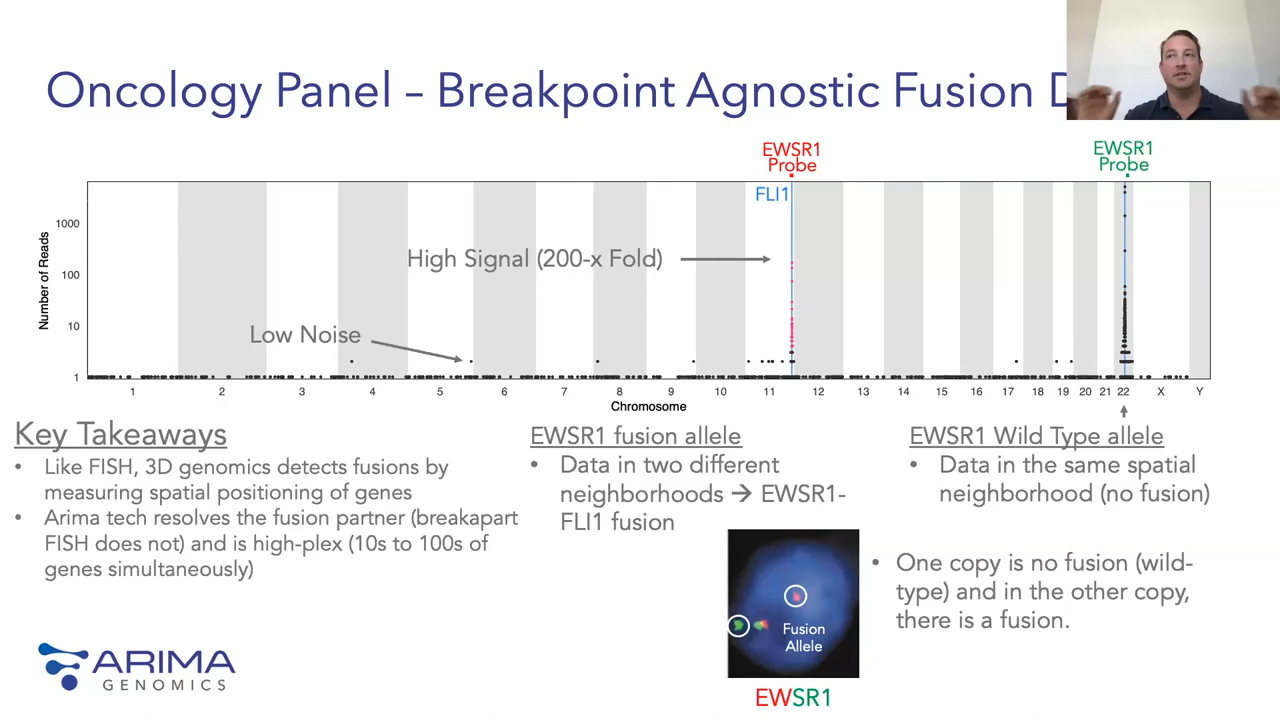 Oncology Panel – Breakpoint Agnostic Fusion
EWSR1
Probe
EWSR1
Probe
FLI1
High Signal (200-x Fold)
Low Noise
Number of Reads
1000
100
10
1
1 2 3 4 5 6 7 8 9 10 11 12 13 14 15 16 17 18 19 20 21 22 X Y
Chromosome
Key Takeaways
• Like FISH, 3D genomics detects fusions by
measuring spatial positioning of genes
• Arima tech resolves the fusion partner (breakapart
FISH does not) and is high-plex (10s to 100s of
genes simultaneously)
EWSR1 fusion allele
• Data in two different
neighborhoods → EWSR1-
FLI1 fusion
EWSR1 Wild Type allele
• Data in the same spatial
neighborhood (no fusion)
• One copy is no fusion (wild-
type) and in the other copy,
there is a fusion.
Fusion
Allele
EWSR1
ARIMA
GENOMICS